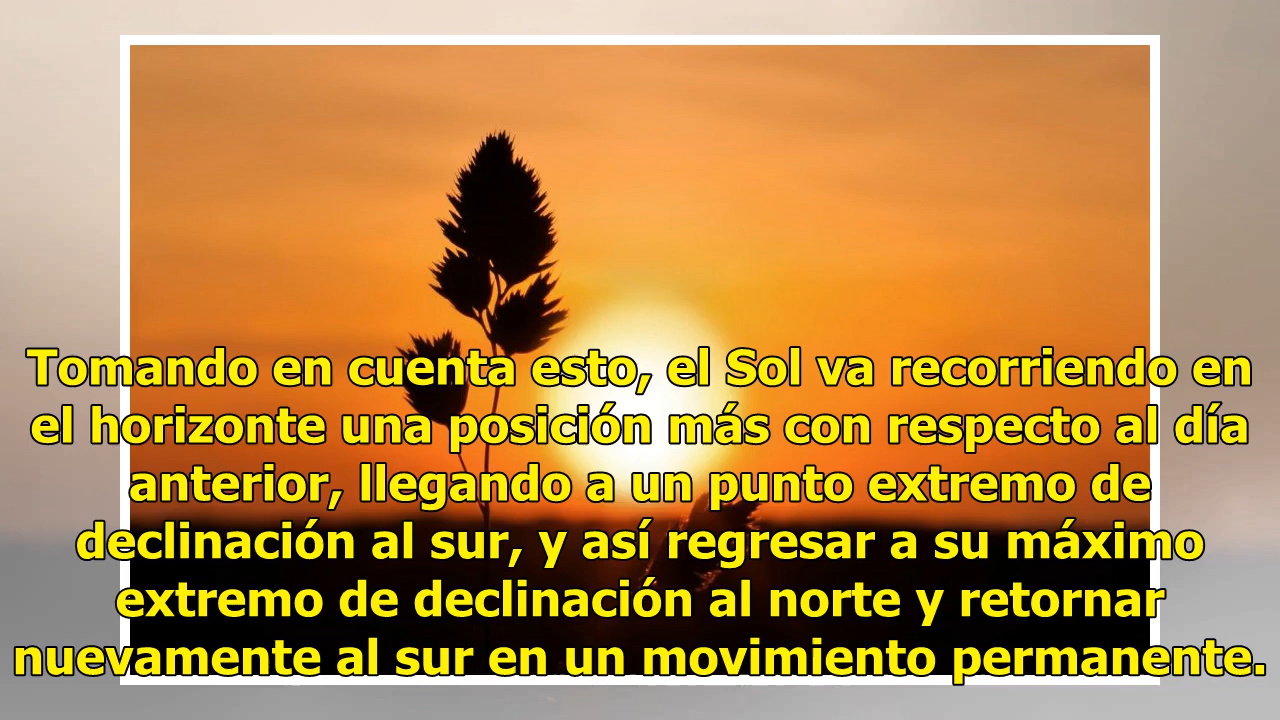 Tomando en cuenta esto, el Sol va recorriendo en
el horizonte una posición más con respecto al día
anterior, llegando a un punto extremo de
declinación al sur, y así regresar a su máximo
extremo de declinación al norte y retornar
nuevamente al sur en un movimiento permanente.